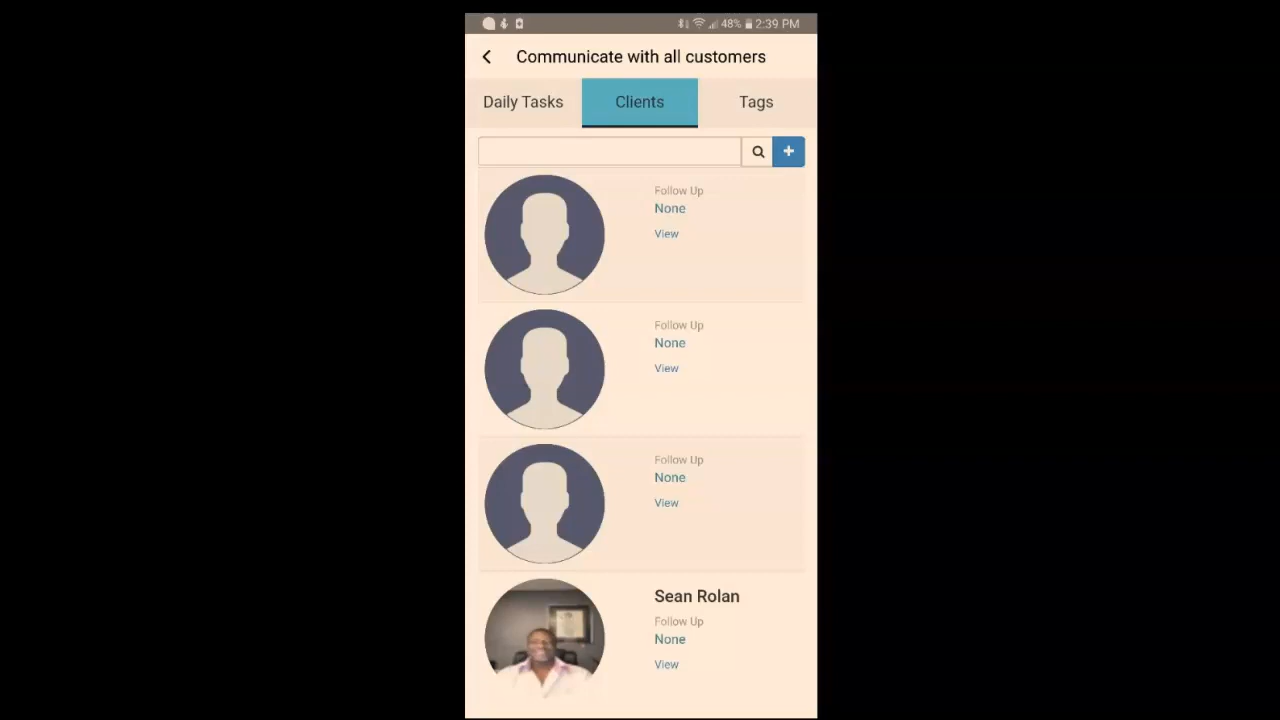 48% 2:39 PM
Communicate with all customers
Daily Tasks Clients Tags
Follow Up
None
View
Follow Up
None
View
Follow Up
None
View
Sean Rolan
Follow Up
None
View